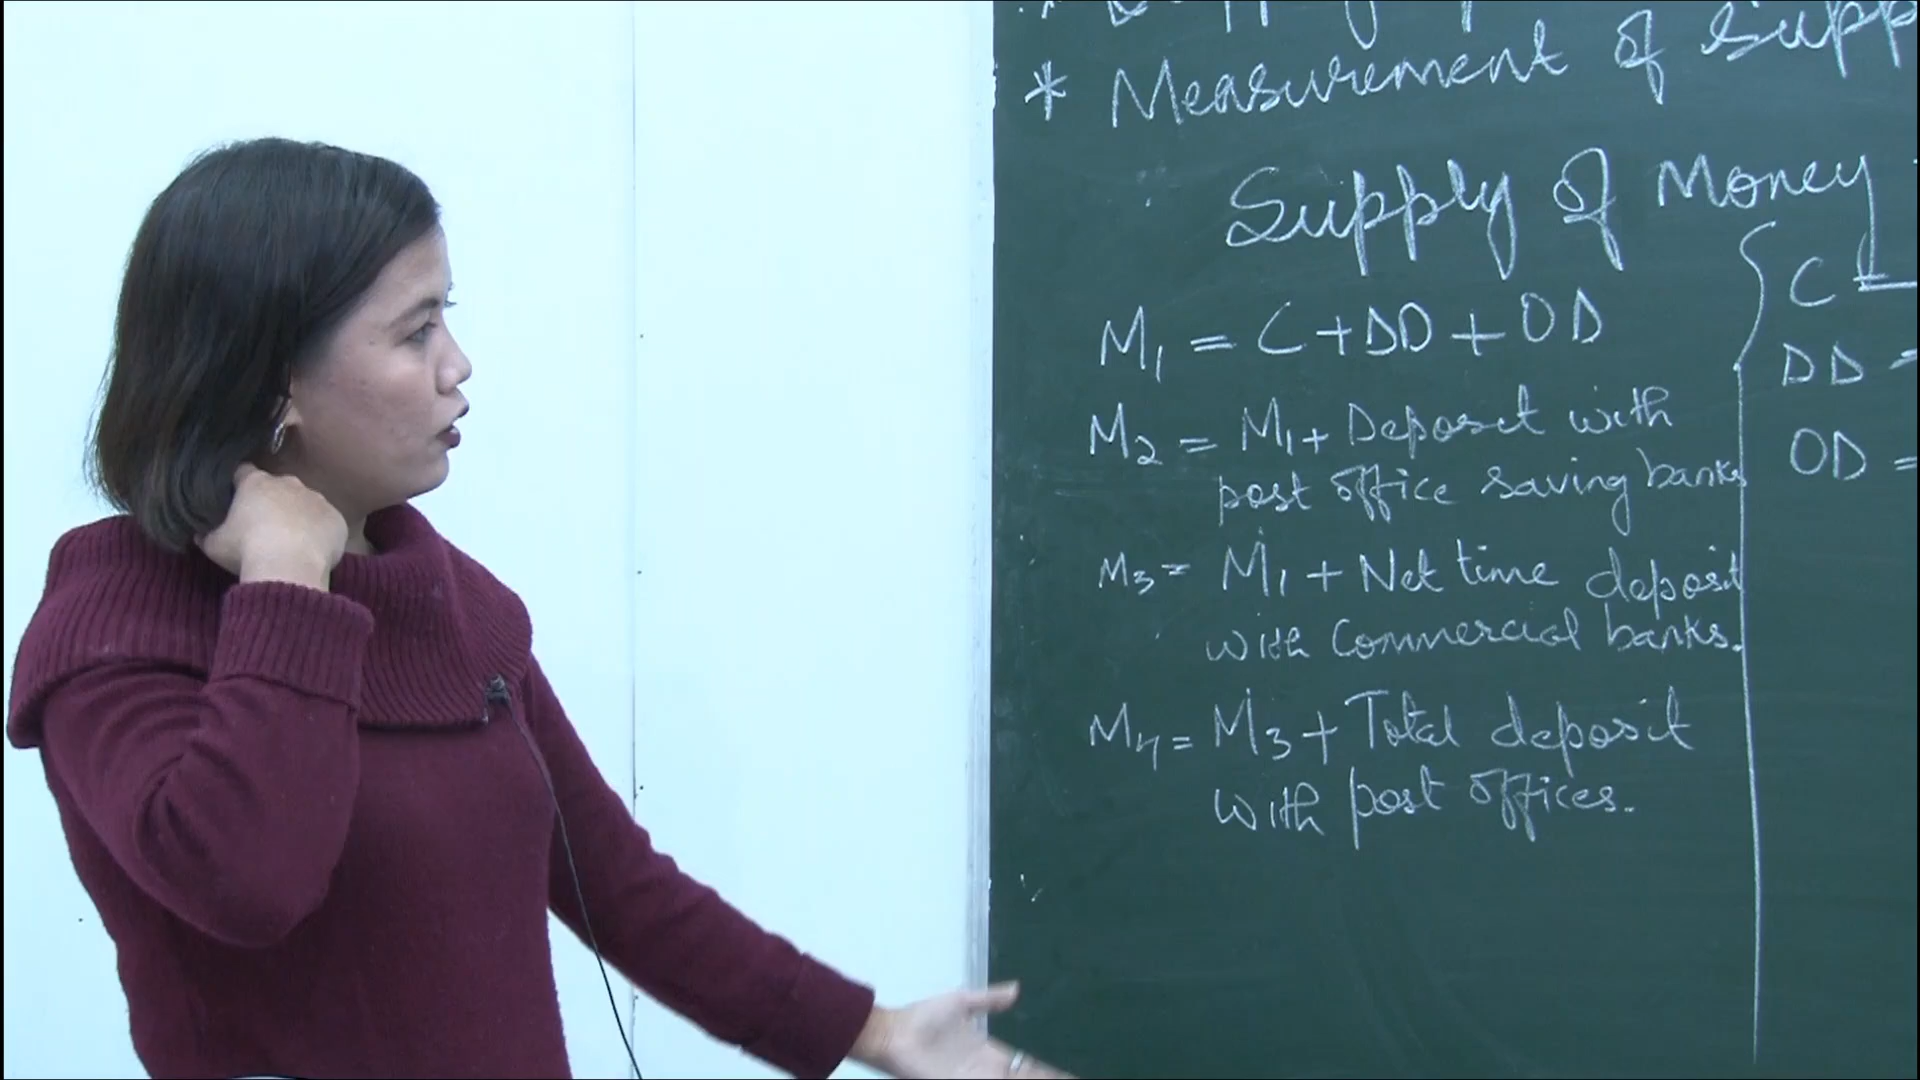 * Measurement of supp
Supply of Money
M1 = C + DD + OD
M2 = M1 + Deposit with
post office saving banks
M3 = M1 + Net time deposit
with Commercial banks.
M4 = M3 + Total deposit
with post offices.
C
DD =
OD =